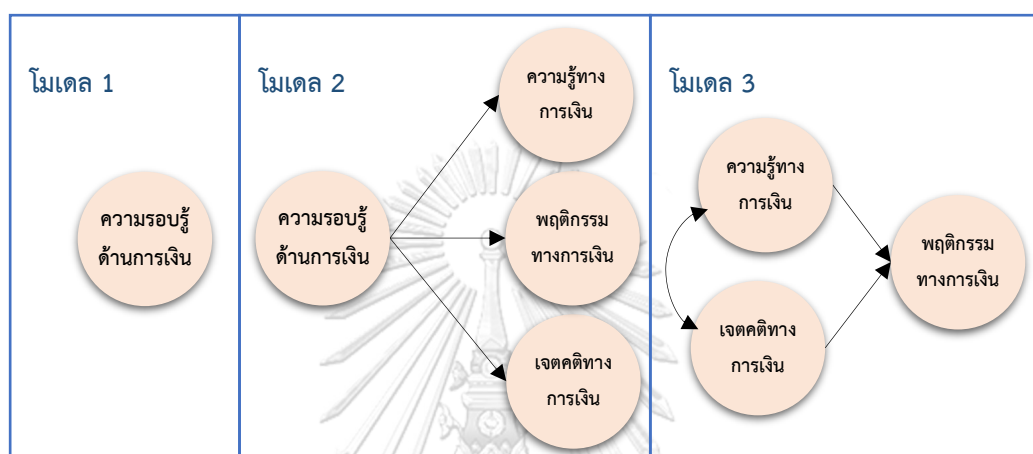 โมเดล 1
ความรอบรู้
ด้านการเงิน
โมเดล 2
ความรอบรู้
ด้านการเงิน
ความรู้ทาง
การเงิน
พฤติกรรม
ทางการเงิน
เจตคติทาง
การเงิน
โมเดล 3
ความรู้ทาง
การเงิน
เจตคติทาง
การเงิน
พฤติกรรม
ทางการเงิน